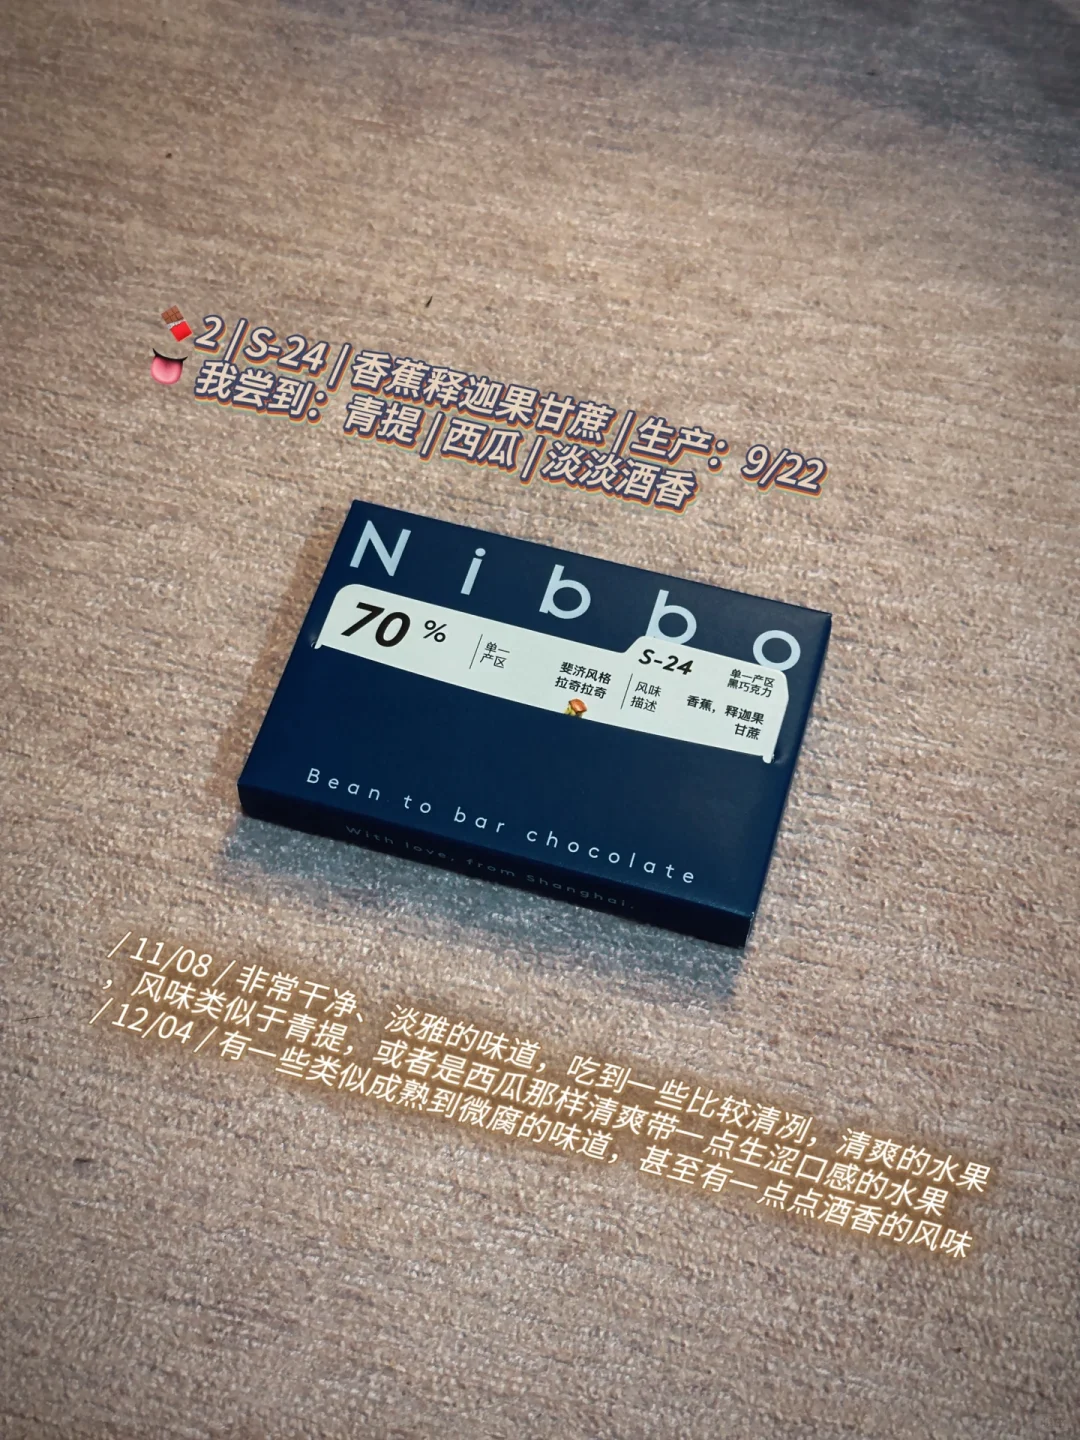 2 | S-24 | 香蕉释迦果甘蔗 | 生产：9/22
我尝到：青提 | 西瓜 | 淡淡酒香
Nibbo
70%
单一
产区
斐济风格
拉奇拉奇
S-24
单一产区
黑巧克力
风味
描述
香蕉，释迦果
甘蔗
Bean to bar chocolate
With love, from Shanghai.
/ 11/08 / 非常干净、淡雅的味道，吃到一些比较清冽，清爽的水果
，风味类似于青提，或者是西瓜那样清爽带一点生涩口感的水果
/ 12/04 / 有一些类似成熟到微腐的味道，甚至有一点点酒香的风味